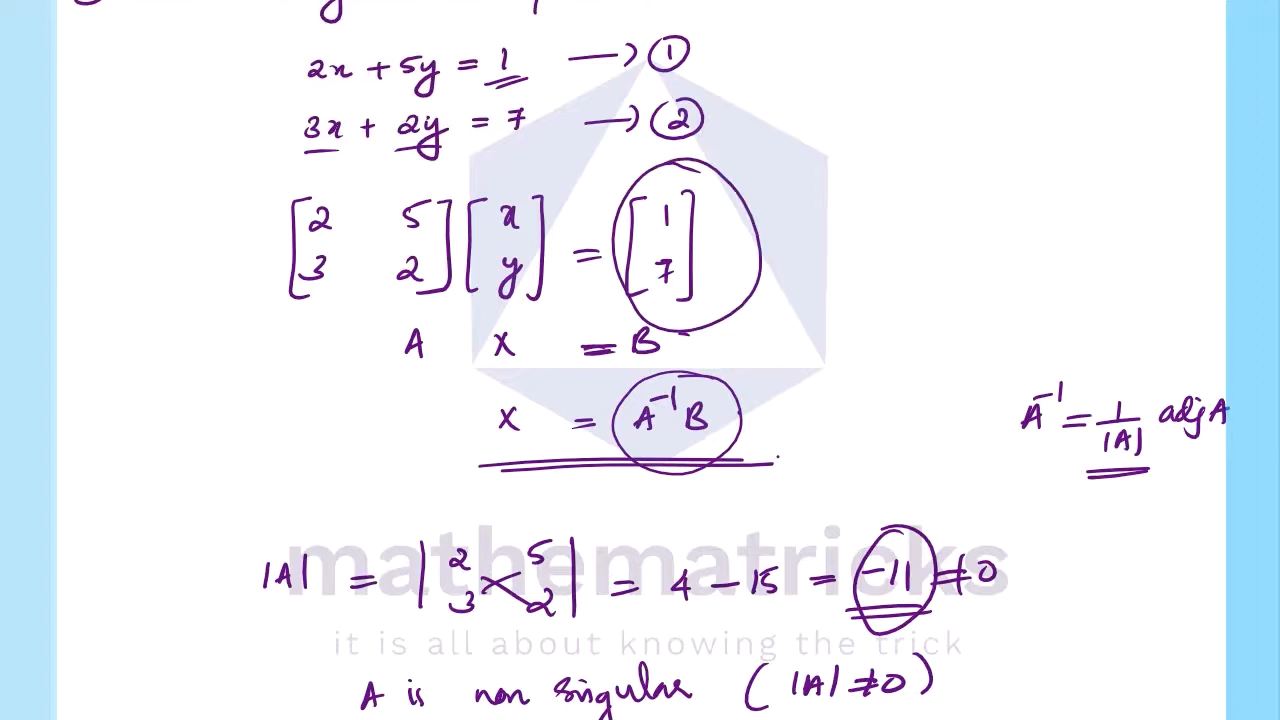 2x + 5y = 1 → ①
3x + 2y = 7 → ②
[2 5 3 2] [x y] = [1 7]
A X = B
X = A⁻¹B
A⁻¹ = 1/|A| adj A
|A| = |2 5 3 2| = 4 − 15 = −11 ≠ 0
mathematricks
it is all about knowing the trick
A is non singular (|A| ≠ 0)